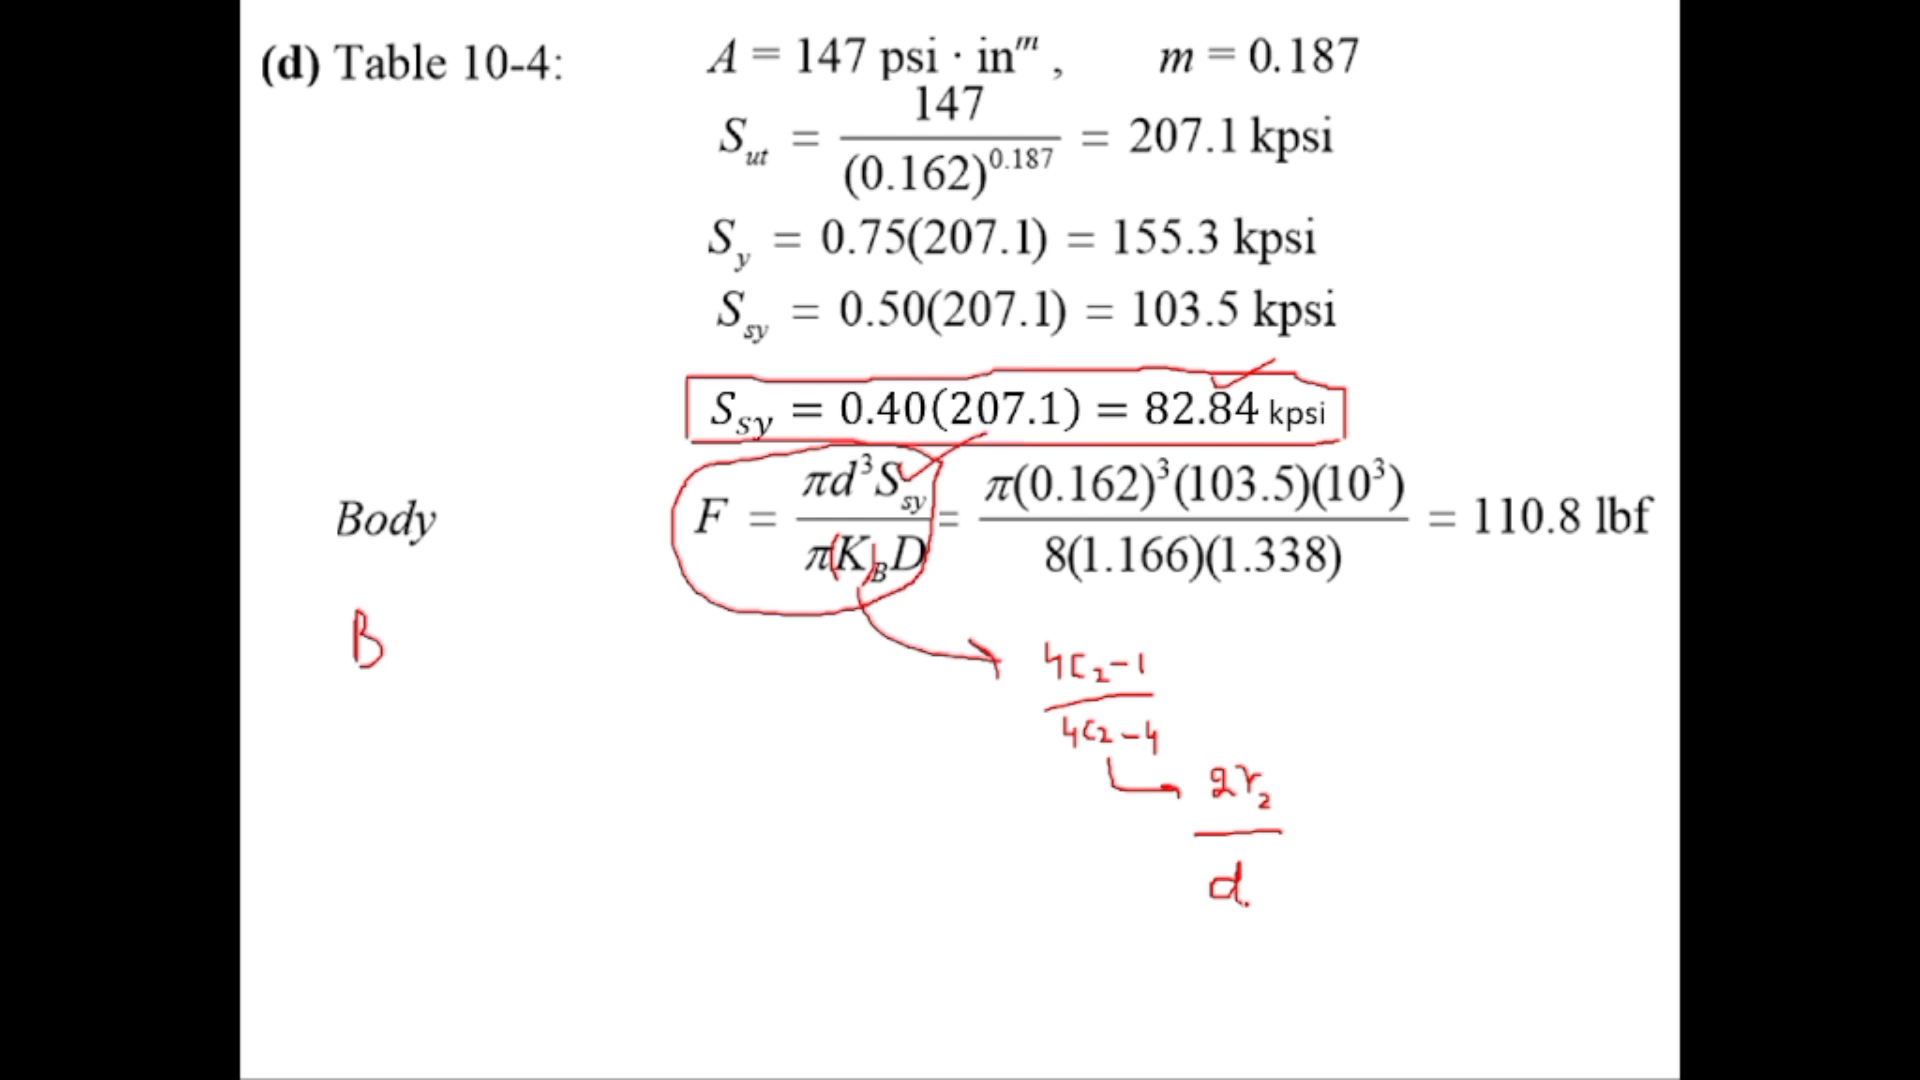 (d) Table 10-4: A = 147 psi · in^m , m = 0.187
S_ut = 147 / (0.162)^0.187 = 207.1 kpsi
S_y = 0.75(207.1) = 155.3 kpsi
S_sy = 0.50(207.1) = 103.5 kpsi
S_sy = 0.40(207.1) = 82.84 kpsi
Body F = πd³S_sy / π(K)_B D = π(0.162)³(103.5)(10³) / 8(1.166)(1.338) = 110.8 lbf
B
4C₂-1
4C₂-4
2r₂
d